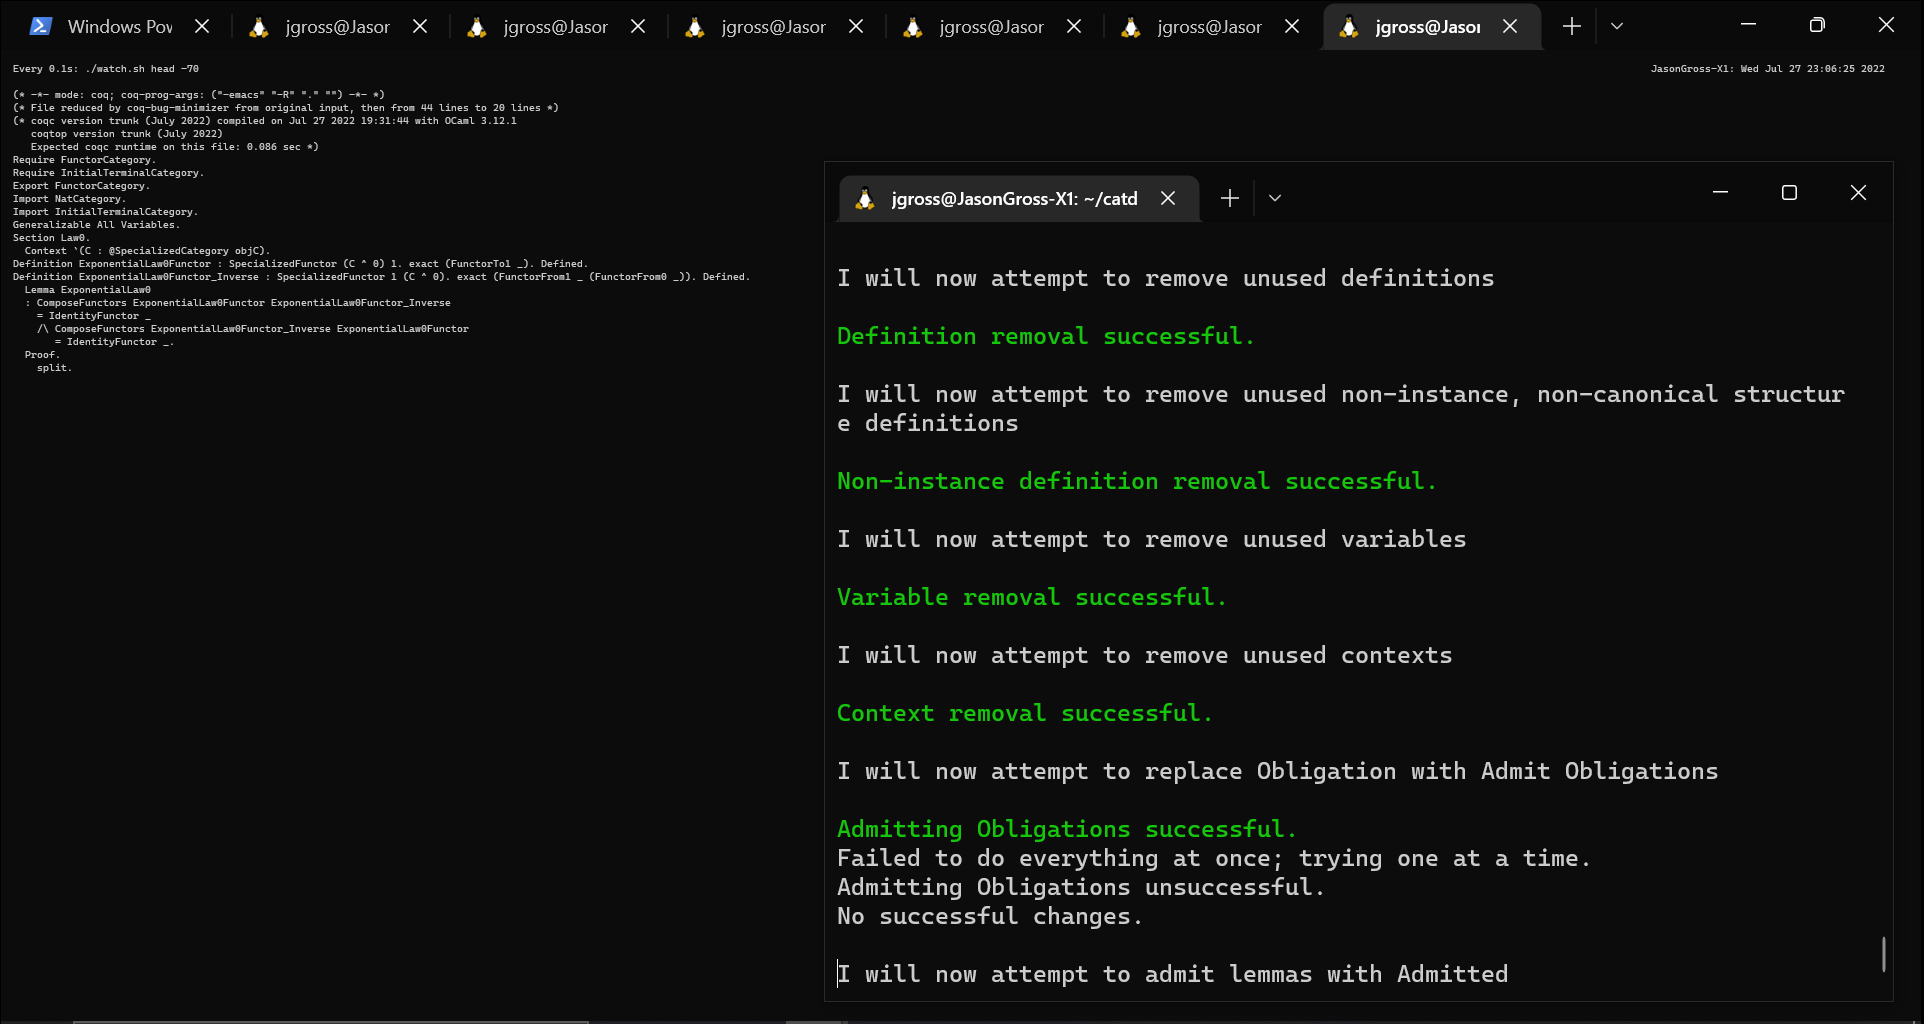 Windows Pov
jgross@Jasor
jgross@Jasor
jgross@Jasor
jgross@Jasor
jgross@Jasor
jgross@Jasor
Every 0.1s: ./watch.sh head -70
JasonGross-X1: Wed Jul 27 23:06:25 2022
(* -*- mode: coq; coq-prog-args: ("-emacs" "-R" "." "") -*- *)
(* File reduced by coq-bug-minimizer from original input, then from 44 lines to 20 lines *)
(* coqc version trunk (July 2022) compiled on Jul 27 2022 19:31:44 with OCaml 3.12.1
coqtop version trunk (July 2022)
Expected coqc runtime on this file: 0.086 sec *)
Require FunctorCategory.
Require InitialTerminalCategory.
Export FunctorCategory.
Import NatCategory.
Import InitialTerminalCategory.
Generalizable All Variables.
Section Law0.
Context `(C : @SpecializedCategory objC).
Definition ExponentialLaw0Functor : SpecializedFunctor (C ^ 0) 1. exact (FunctorTo1 _). Defined.
Definition ExponentialLaw0Functor_Inverse : SpecializedFunctor 1 (C ^ 0). exact (FunctorFrom1 _ (FunctorFrom0 _)). Defined.
Lemma ExponentialLaw0
: ComposeFunctors ExponentialLaw0Functor ExponentialLaw0Functor_Inverse
= IdentityFunctor _
/\ ComposeFunctors ExponentialLaw0Functor_Inverse ExponentialLaw0Functor
= IdentityFunctor _.
Proof.
split.
jgross@JasonGross-X1: ~/catd
I will now attempt to remove unused definitions
Definition removal successful.
I will now attempt to remove unused non-instance, non-canonical structur
e definitions
Non-instance definition removal successful.
I will now attempt to remove unused variables
Variable removal successful.
I will now attempt to remove unused contexts
Context removal successful.
I will now attempt to replace Obligation with Admit Obligations
Admitting Obligations successful.
Failed to do everything at once; trying one at a time.
Admitting Obligations unsuccessful.
No successful changes.
I will now attempt to admit lemmas with Admitted